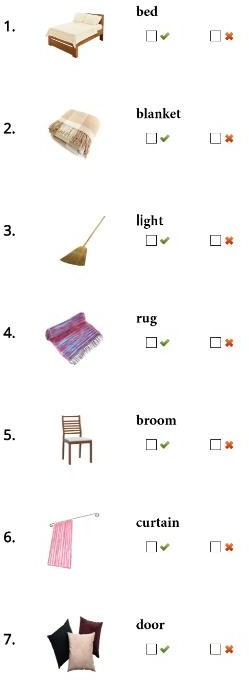 1. bed
2. blanket
3. light
4. rug
5. broom
6. curtain
7. door